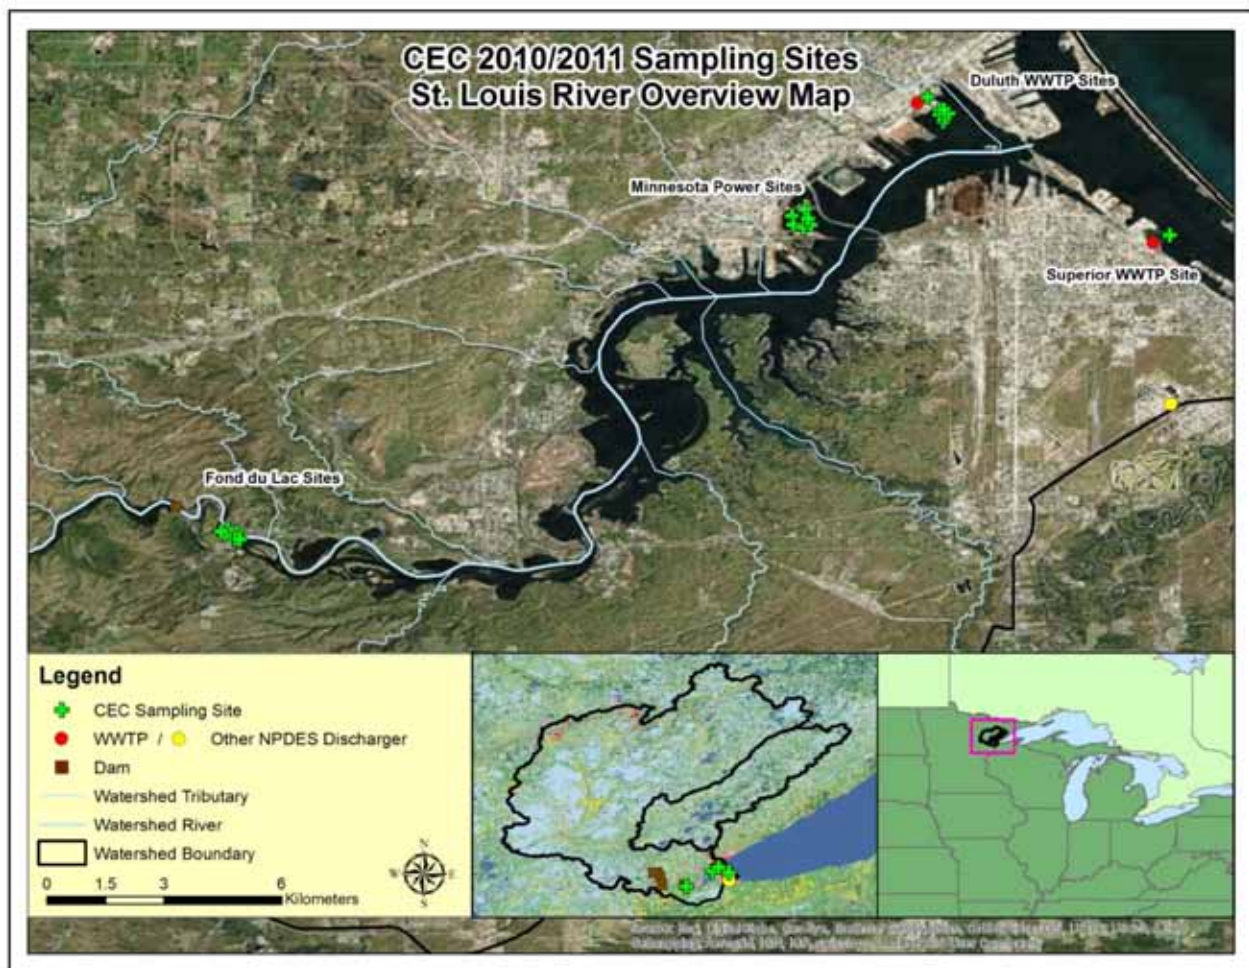 CEC 2010/2011 Sampling Sites
St. Louis River Overview Map
Duluth WWTP Sites
Minnesota Power Sites
Superior WWTP Site
Fond du Lac Sites
Legend
CEC Sampling Site
WWTP / Other NPDES Discharger
Dam
Watershed Tributary
Watershed River
Watershed Boundary
0 1.5 3 6
Kilometers
N
W E
S